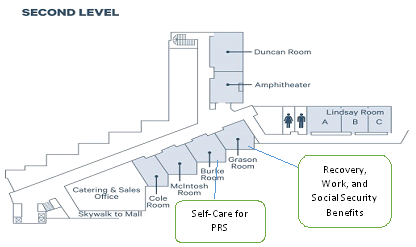 SECOND LEVEL
Duncan Room
Amphitheater
Lindsay Room
A B C
Grason
Room
Burke
Room
McIntosh
Room
Cole
Room
Catering & Sales
Office
Skywalk to Mall
Self-Care for
PRS
Recovery,
Work, and
Social Security
Benefits